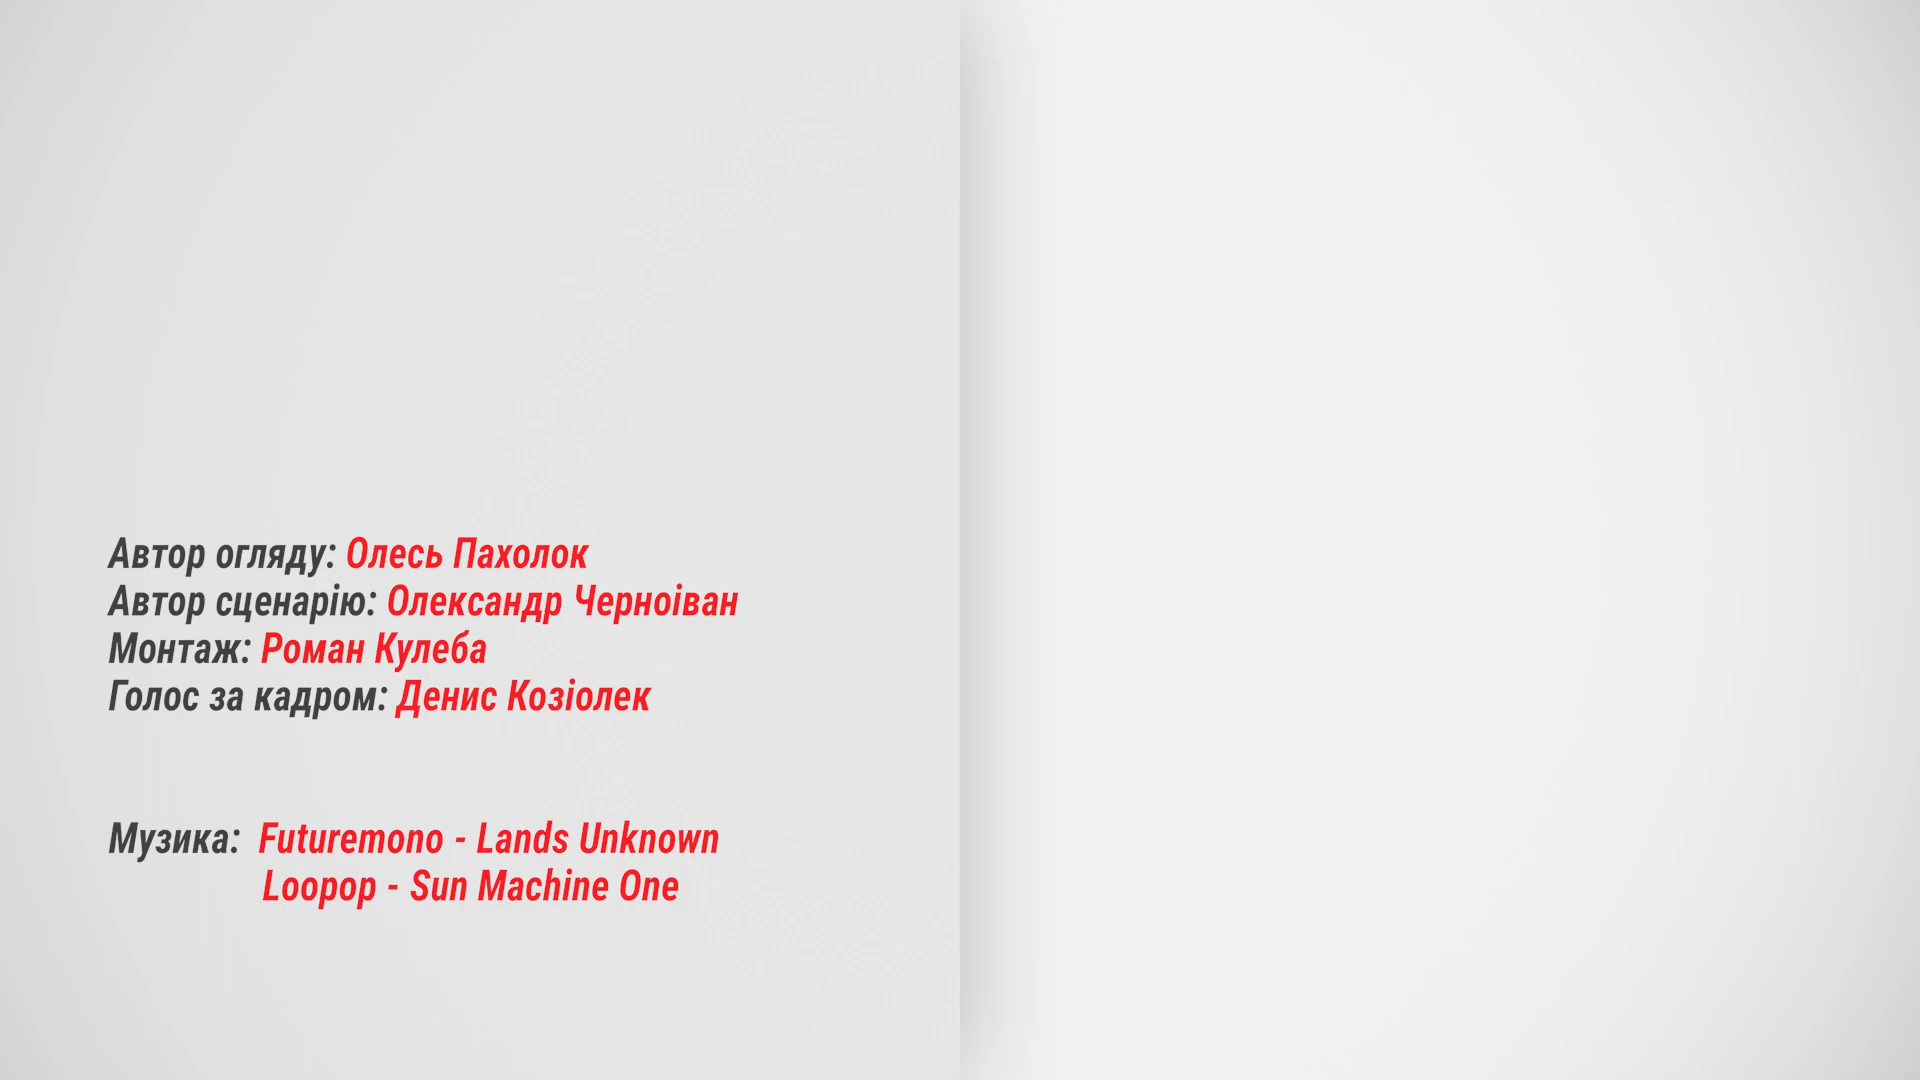 Автор огляду: Олесь Пахолок
Автор сценарію: Олександр Черноіван
Монтаж: Роман Кулеба
Голос за кадром: Денис Козіолек
Музика: Futuremono - Lands Unknown
Loopop - Sun Machine One